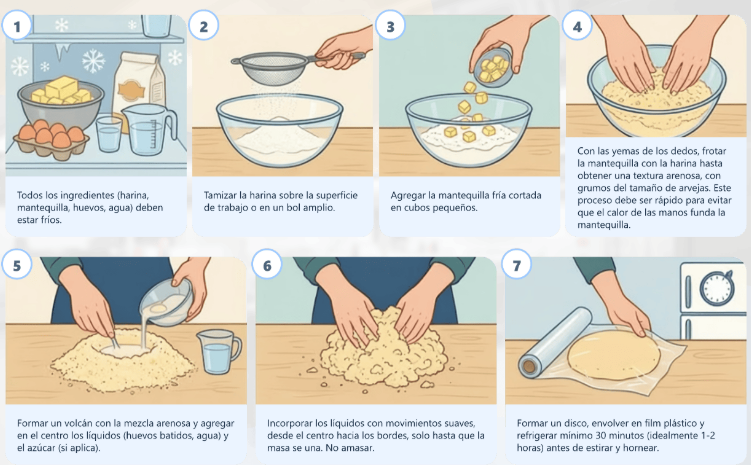 1
Todos los ingredientes (harina,
mantequilla, huevos, agua) deben
estar fríos.
2
Tamizar la harina sobre la superficie
de trabajo o en un bol amplio.
3
Agregar la mantequilla fría cortada
en cubos pequeños.
4
Con las yemas de los dedos, frotar
la mantequilla con la harina hasta
obtener una textura arenosa, con
grumos del tamaño de arvejas. Este
proceso debe ser rápido para evitar
que el calor de las manos funda la
mantequilla.
5
Formar un volcán con la mezcla arenosa y agregar
en el centro los líquidos (huevos batidos, agua) y
el azúcar (si aplica).
6
Incorporar los líquidos con movimientos suaves,
desde el centro hacia los bordes, solo hasta que la
masa se una. No amasar.
7
Formar un disco, envolver en film plástico y
refrigerar mínimo 30 minutos (idealmente 1-2
horas) antes de estirar y hornear.